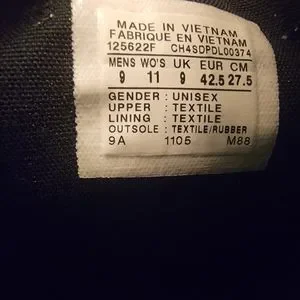 MADE IN VIETNAM
FABRIQUE EN VIETNAM
125622F CH4SDPDL00374
MENS WO'S UK EUR CM
9 11 9 42.5 27.5
GENDER : UNISEX
UPPER : TEXTILE
LINING : TEXTILE
OUTSOLE : TEXTILE/RUBBER
9A 1105 M88